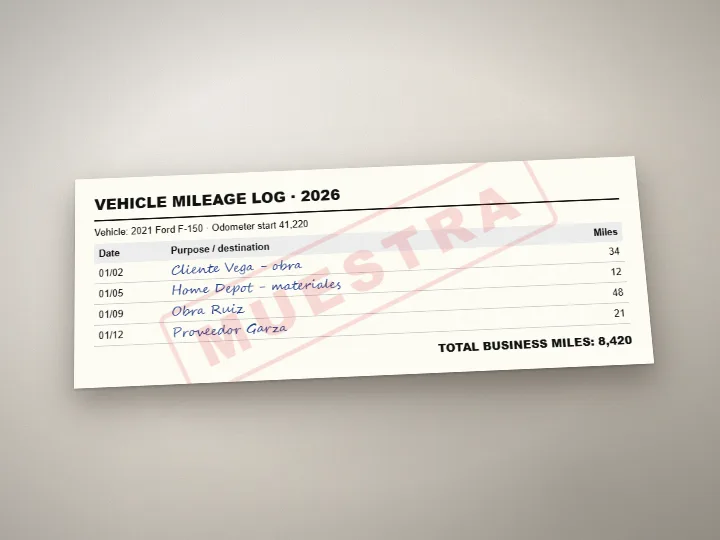 VEHICLE MILEAGE LOG · 2026
Vehicle: 2021 Ford F-150 · Odometer start 41,220
Date Purpose / destination Miles
01/02 Cliente Vega - obra 34
01/05 Home Depot - materiales 12
01/09 Obra Ruiz 48
01/12 Proveedor Garza 21
TOTAL BUSINESS MILES: 8,420
MUESTRA